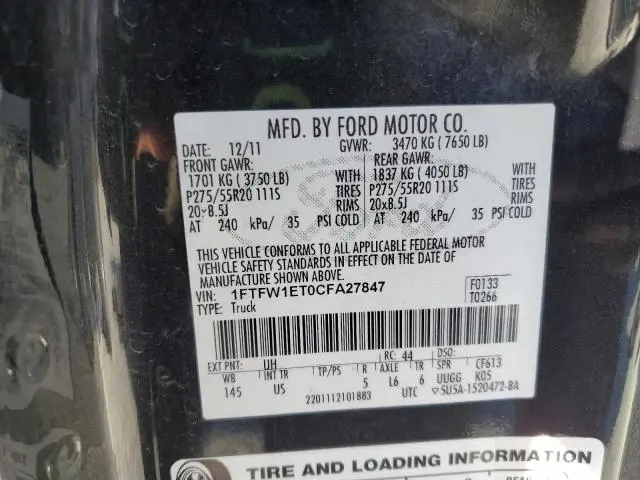 MFD. BY FORD MOTOR CO.
DATE: 12/11 GVWR: 3470 KG ( 7650 LB)
FRONT GAWR: REAR GAWR:
1701 KG ( 3750 LB) WITH 1837 KG ( 4050 LB) WITH
P275/55R20 111S TIRES P275/55R20 111S TIRES
20x8.5J RIMS 20x8.5J RIMS
AT 240 kPa/ 35 PSI COLD AT 240 kPa/ 35 PSI COLD
THIS VEHICLE CONFORMS TO ALL APPLICABLE FEDERAL MOTOR
VEHICLE SAFETY STANDARDS IN EFFECT ON THE DATE OF
MANUFACTURE SHOWN ABOVE.
VIN: 1FTFW1ET0CFA27847 F0133
TYPE: Truck T0266
EXT PNT: UH RC: 44 DSO:
WB INT TR TP/PS R AXLE TR SPR CF613
145 US 5 L6 6 UUGG K0S
2201112101883 UTC 5U5A-1520472-BA
TIRE AND LOADING INFORMATION